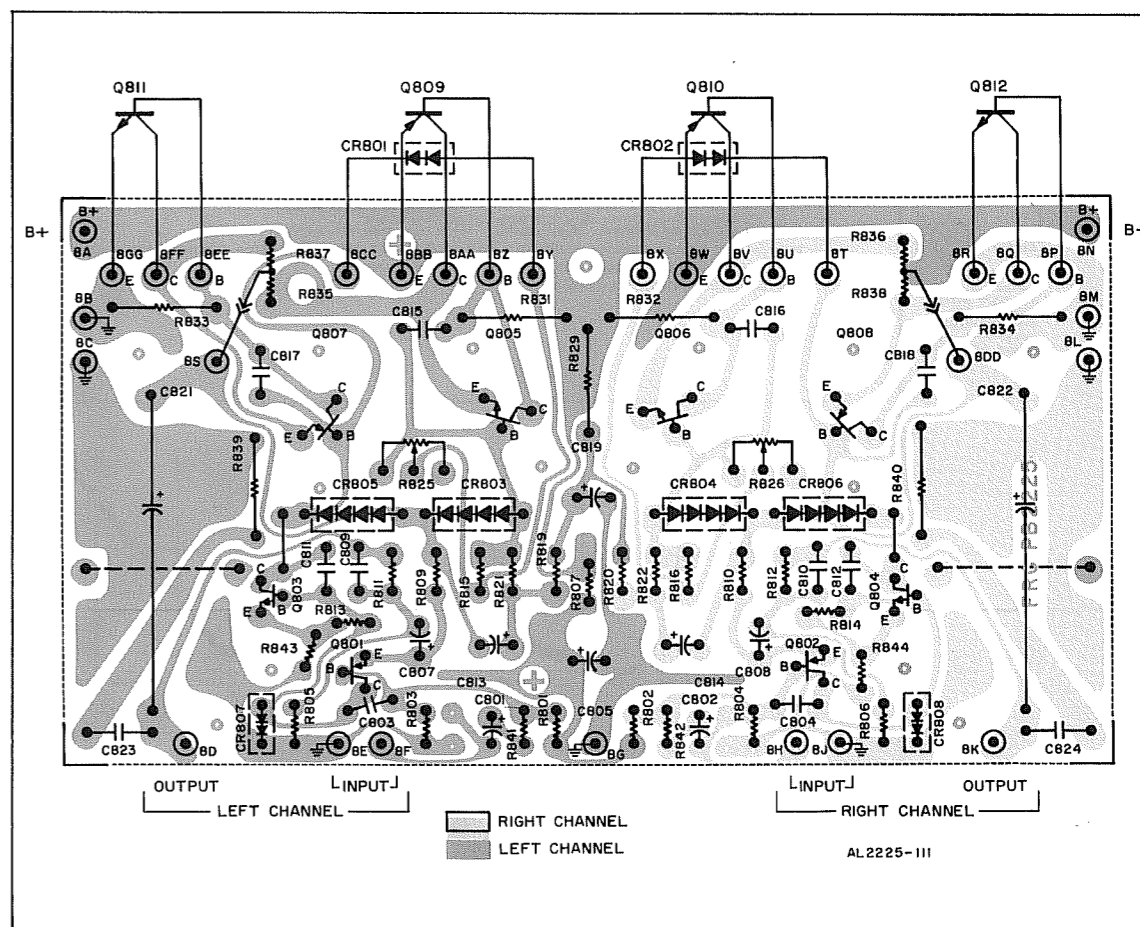 Q811 Q809 Q810 Q812
CR801 CR802
B+ B+ B+ B-
8A 8GG 8FF 8EE R837 8CC 8BB 8AA 8Z 8Y 8X 8W 8V 8U 8T R836 8R 8Q 8P 8N
E C B E C B E C B E C B
8B R835 R831 R832 R838 8M
R833 C815 Q805 Q806 C816 R834
8C 8S Q807 R829 Q808 8DD 8L
C817 C818
C821 C822
C E E C
E B C B B C
B E B C
R839 C819 R840
R825 R826
CR805 CR803 CR804 CR806
C811 C809 R811 R809 R815 R821 R819 R807 R820 R822 R816 R810 R812 C810 C812
C Q803 B E Q804 C B E
R813 R814
R843 Q801 E B C C807 C808 Q802 E B C R844
C813 C814
CR807 R805 C803 R803 C801 R841 R801 C805 R802 R842 C802 R804 C804 R806 CR808
C823 8D 8E 8F 8G 8H 8J 8K C824
OUTPUT INPUT INPUT OUTPUT
LEFT CHANNEL RIGHT CHANNEL
RIGHT CHANNEL
LEFT CHANNEL
AL2225-111